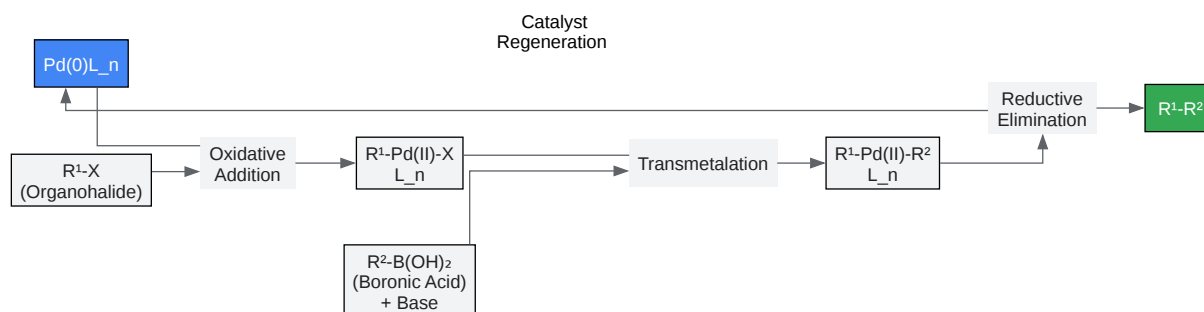 Catalyst
Regeneration
Pd(0)L_n
Reductive
Elimination
R¹-R²
Oxidative
Addition
R¹-X
(Organohalide)
R¹-Pd(II)-X
L_n
Transmetalation
R¹-Pd(II)-R²
L_n
R²-B(OH)₂
(Boronic Acid)
+ Base